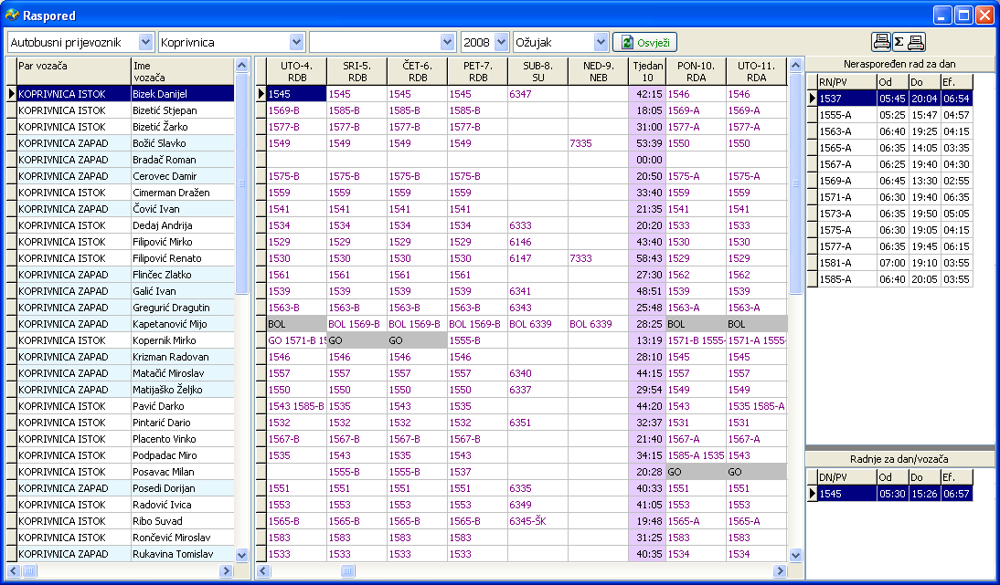 Raspored
Autobusni prijevoznik Koprivnica 2008 Ožujak Osvježi Σ
Par vozača Ime vozača UTO-4. RDB SRI-5. RDB ČET-6. RDB PET-7. RDB SUB-8. SU NED-9. NEB Tjedan 10 PON-10. RDA UTO-11. RDA
KOPRIVNICA ISTOK Bizek Danijel 1545 1545 1545 1545 6347 42:15 1546 1546
KOPRIVNICA ISTOK Bizetić Stjepan 1569-B 1585-B 1585-B 1585-B 18:05 1569-A 1569-A
KOPRIVNICA ISTOK Bizetić Žarko 1577-B 1577-B 1577-B 1577-B 31:00 1577-A 1577-A
KOPRIVNICA ZAPAD Božić Slavko 1549 1549 1549 1549 7335 53:39 1550 1550
KOPRIVNICA ZAPAD Bradač Roman 00:00
KOPRIVNICA ZAPAD Cerovec Damir 1575-B 1575-B 1575-B 1575-B 20:50 1575-A 1575-A
KOPRIVNICA ISTOK Cimerman Dražen 1559 1559 1559 1559 33:40 1559 1559
KOPRIVNICA ZAPAD Čović Ivan 1541 1541 1541 1541 21:35 1541 1541
KOPRIVNICA ISTOK Dedaj Andrija 1534 1534 1534 1534 6333 20:20 1533 1533
KOPRIVNICA ISTOK Filipović Mirko 1529 1529 1529 1529 6146 43:40 1530 1530
KOPRIVNICA ISTOK Filipović Renato 1530 1530 1530 1530 6147 7333 58:43 1529 1529
KOPRIVNICA ZAPAD Flinčec Zlatko 1561 1561 1561 1561 27:30 1562 1562
KOPRIVNICA ZAPAD Galić Ivan 1539 1539 1539 1539 6341 48:51 1539 1539
KOPRIVNICA ZAPAD Gregurić Dragutin 1563-B 1563-B 1563-B 1563-B 6343 25:48 1563-A 1563-A
KOPRIVNICA ZAPAD Kapetanović Mijo BOL BOL 1569-B BOL 1569-B BOL 1569-B BOL 6339 BOL 6339 28:25 BOL BOL
KOPRIVNICA ISTOK Kopernik Mirko GO 1571-B 1 GO GO 1555-B 13:19 1571-B 1555- 1571-A 1555-
KOPRIVNICA ZAPAD Krizman Radovan 1546 1546 1546 1546 28:10 1545 1545
KOPRIVNICA ZAPAD Matačić Miroslav 1557 1557 1557 1557 6340 44:15 1557 1557
KOPRIVNICA ZAPAD Matijaško Željko 1550 1550 1550 1550 6337 29:54 1549 1549
KOPRIVNICA ISTOK Pavić Darko 1543 1585-B 1535 1543 1535 44:20 1543 1535 1585-A
KOPRIVNICA ISTOK Pintarić Dario 1532 1532 1532 1532 6351 32:37 1531 1531
KOPRIVNICA ISTOK Placento Vinko 1567-B 1567-B 1567-B 1567-B 21:40 1567-A 1567-A
KOPRIVNICA ISTOK Podpadac Miro 1535 1543 1535 1543 34:15 1585-A 1535 1543
KOPRIVNICA ISTOK Posavac Milan 1555-B 1555-B 1537 20:28 GO GO
KOPRIVNICA ZAPAD Posedi Dorijan 1551 1551 1551 1551 6335 40:33 1551 1551
KOPRIVNICA ISTOK Radović Ivica 1553 1553 1553 1553 6349 41:05 1553 1553
KOPRIVNICA ISTOK Ribo Suvad 1565-B 1565-B 1565-B 1565-B 6345-ŠK 19:48 1565-A 1565-A
KOPRIVNICA ISTOK Rončević Miroslav 1583 1583 1583 1583 31:25 1583 1583
KOPRIVNICA ZAPAD Rukavina Tomislav 1533 1533 1533 1533 40:35 1534 1534
Neraspoređen rad za dan
RN/PV Od Do Ef.
1537 05:45 20:04 06:54
1555-A 05:25 15:47 04:57
1563-A 06:40 19:25 04:15
1565-A 06:35 14:05 03:35
1567-A 06:25 19:40 04:30
1569-A 06:45 13:30 02:55
1571-A 06:30 19:40 06:35
1573-A 06:35 19:50 05:05
1575-A 06:30 19:05 04:15
1577-A 06:35 19:45 06:15
1581-A 07:00 19:10 03:55
1585-A 06:40 20:05 03:55
Radnje za dan/vozača
DN/PV Od Do Ef.
1545 05:30 15:26 06:57